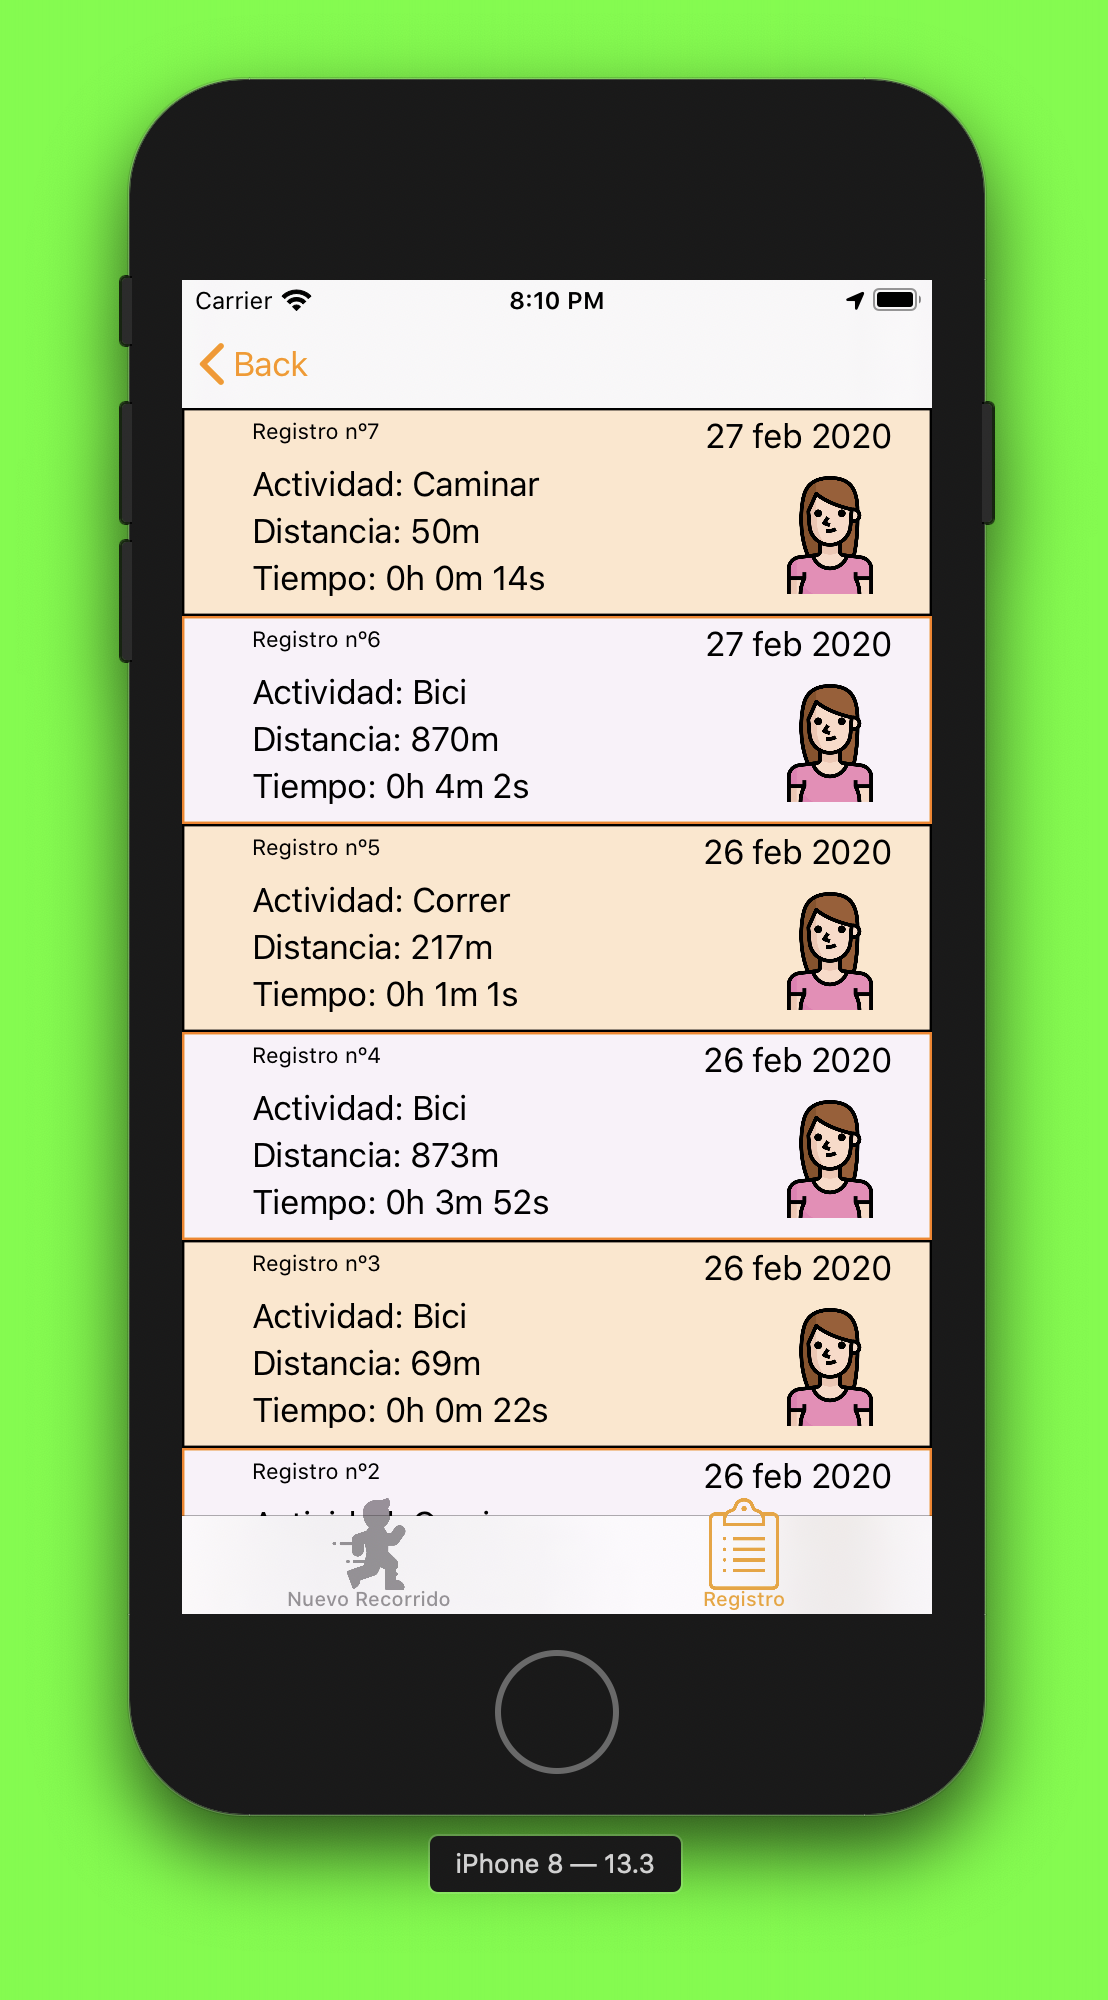 Carrier
8:10 PM
Back
Registro nº7
27 feb 2020
Actividad: Caminar
Distancia: 50m
Tiempo: 0h 0m 14s
Registro nº6
27 feb 2020
Actividad: Bici
Distancia: 870m
Tiempo: 0h 4m 2s
Registro nº5
26 feb 2020
Actividad: Correr
Distancia: 217m
Tiempo: 0h 1m 1s
Registro nº4
26 feb 2020
Actividad: Bici
Distancia: 873m
Tiempo: 0h 3m 52s
Registro nº3
26 feb 2020
Actividad: Bici
Distancia: 69m
Tiempo: 0h 0m 22s
Registro nº2
26 feb 2020
Nuevo Recorrido
Registro
iPhone 8 — 13.3